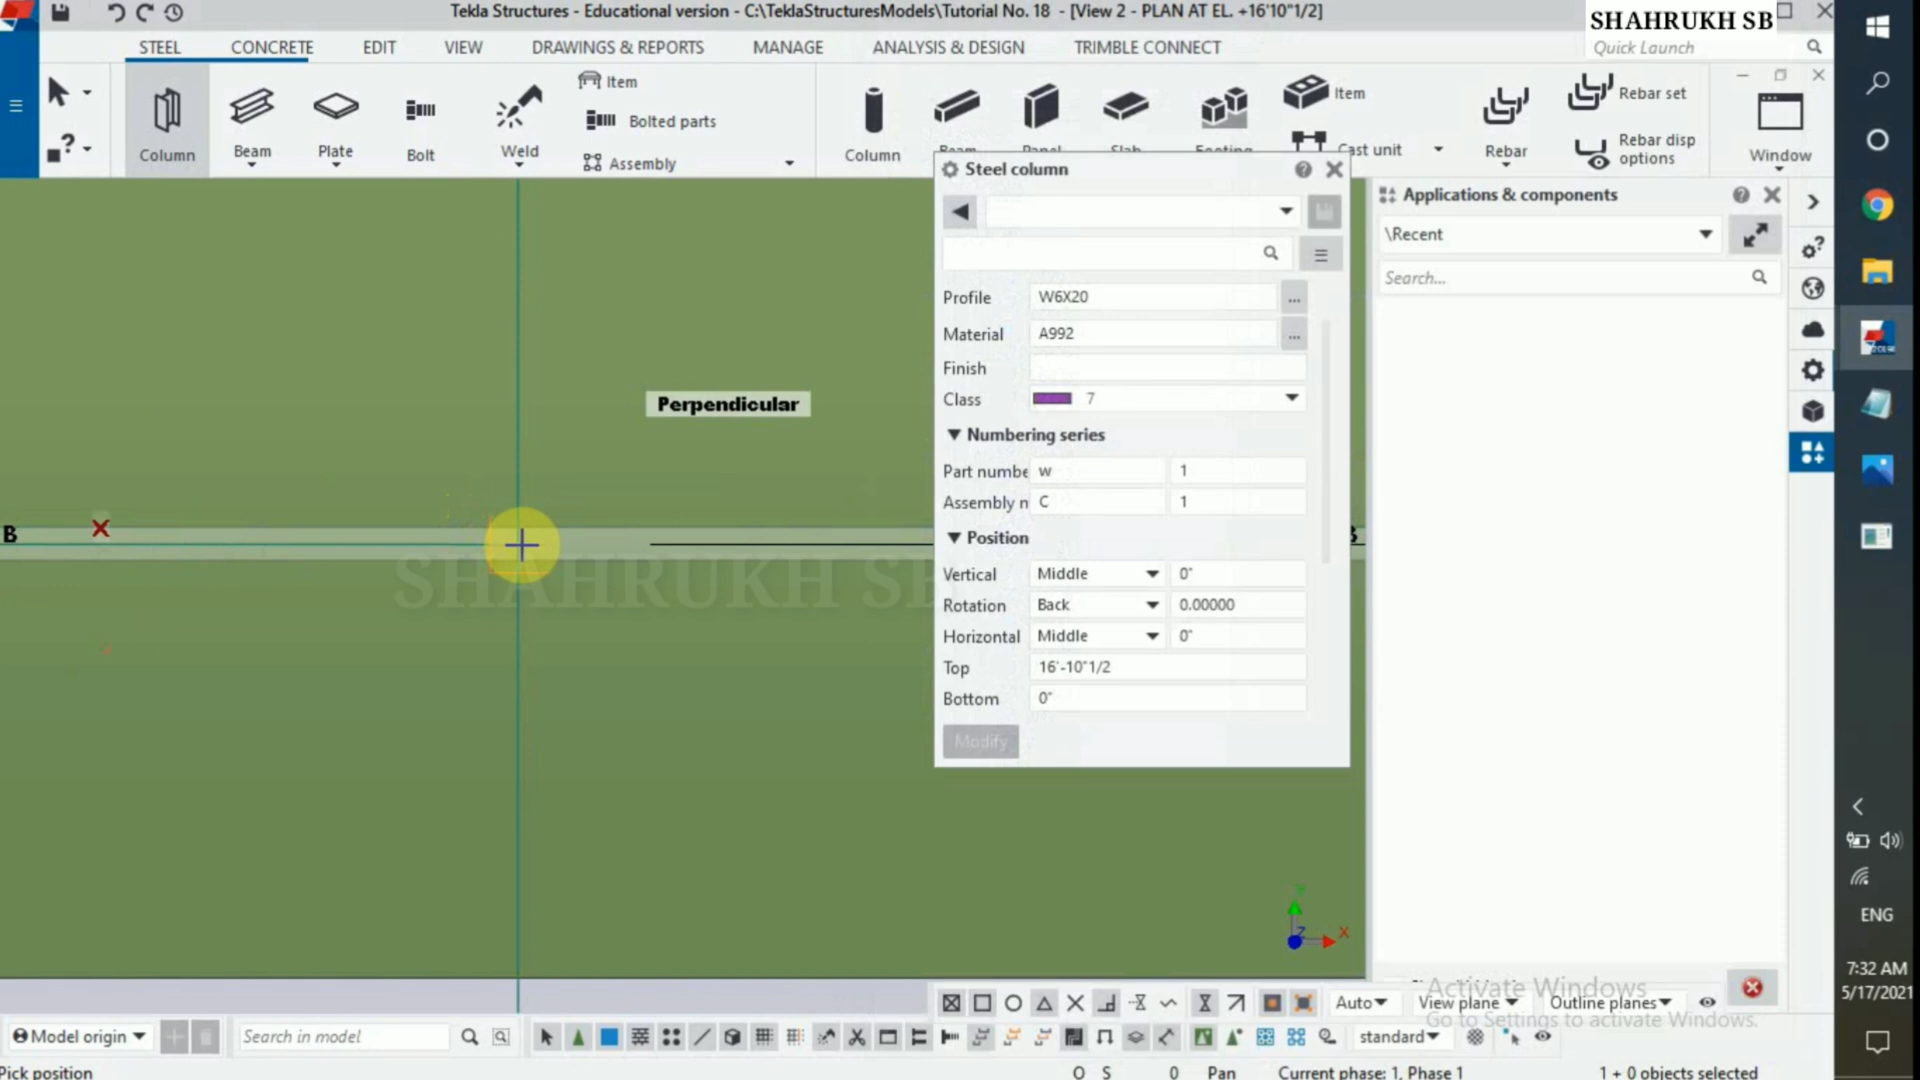 Tekla Structures - Educational version - C:\TeklaStructuresModels\Tutorial No. 18 - [View 2 - PLAN AT EL. +16'10"1/2]
SHAHRUKH SB
STEEL CONCRETE EDIT VIEW DRAWINGS & REPORTS MANAGE ANALYSIS & DESIGN TRIMBLE CONNECT
Quick Launch
Item
Item
Rebar set
Bolted parts
Rebar disp
options
Column Beam Plate Bolt Weld
Assembly
Column
Cast unit
Rebar
Window
Steel column
Applications & components
\Recent
Search...
Profile W6X20 ...
Material A992 ...
Finish
Class 7
Perpendicular
Numbering series
Part numbe w 1
Assembly n C 1
B
Position
SHAHRUKH SB
Vertical Middle 0"
Rotation Back 0.00000
Horizontal Middle 0"
Top 16'-10"1/2
Bottom 0"
Modify
Y
X
Z
ENG
7:32 AM
5/17/2021
Activate Windows
Go to Settings to activate Windows.
Auto View plane Outline planes
Model origin Search in model standard
Pick position O S 0 Pan Current phase: 1, Phase 1 1 + 0 objects selected